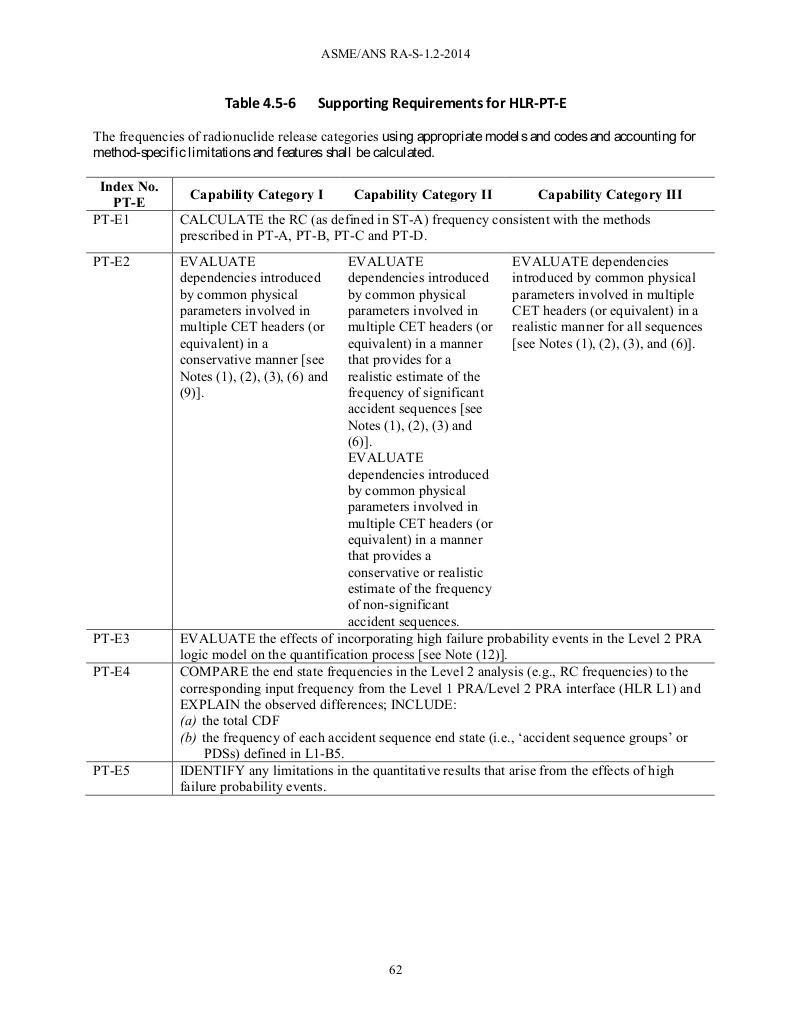 ASME/ANS RA-S-1.2-2014
Table 4.5-6 Supporting Requirements for HLR-PT-E
The frequencies of radionuclide release categories using appropriate models and codes and accounting for
method-specific limitations and features shall be calculated.
Index No.
PT-E
Capability Category I
Capability Category II
Capability Category III
PT-E1
CALCULATE the RC (as defined in ST-A) frequency consistent with the methods
prescribed in PT-A, PT-B, PT-C and PT-D.
PT-E2
EVALUATE
dependencies introduced
by common physical
parameters involved in
multiple CET headers (or
equivalent) in a
conservative manner [see
Notes (1), (2), (3), (6) and
(9)].
EVALUATE
dependencies introduced
by common physical
parameters involved in
multiple CET headers (or
equivalent) in a manner
that provides for a
realistic estimate of the
frequency of significant
accident sequences [see
Notes (1), (2), (3) and
(6)].
EVALUATE
dependencies introduced
by common physical
parameters involved in
multiple CET headers (or
equivalent) in a manner
that provides a
conservative or realistic
estimate of the frequency
of non-significant
accident sequences.
EVALUATE dependencies
introduced by common physical
parameters involved in multiple
CET headers (or equivalent) in a
realistic manner for all sequences
[see Notes (1), (2), (3), and (6)].
PT-E3
EVALUATE the effects of incorporating high failure probability events in the Level 2 PRA
logic model on the quantification process [see Note (12)].
PT-E4
COMPARE the end state frequencies in the Level 2 analysis (e.g., RC frequencies) to the
corresponding input frequency from the Level 1 PRA/Level 2 PRA interface (HLR L1) and
EXPLAIN the observed differences; INCLUDE:
(a) the total CDF
(b) the frequency of each accident sequence end state (i.e., ‘accident sequence groups’ or
PDSs) defined in L1-B5.
PT-E5
IDENTIFY any limitations in the quantitative results that arise from the effects of high
failure probability events.
62